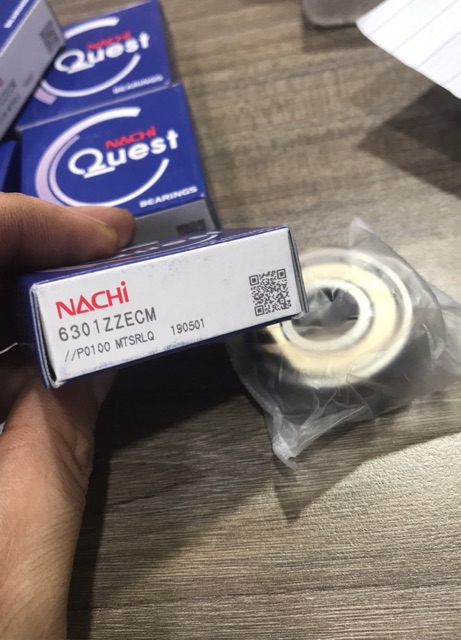 NACHi
Quest
BEARINGS
NACHi
Quest
BEARINGS
NACHi
6301ZZECM
//P0100 MTSRLQ 190501